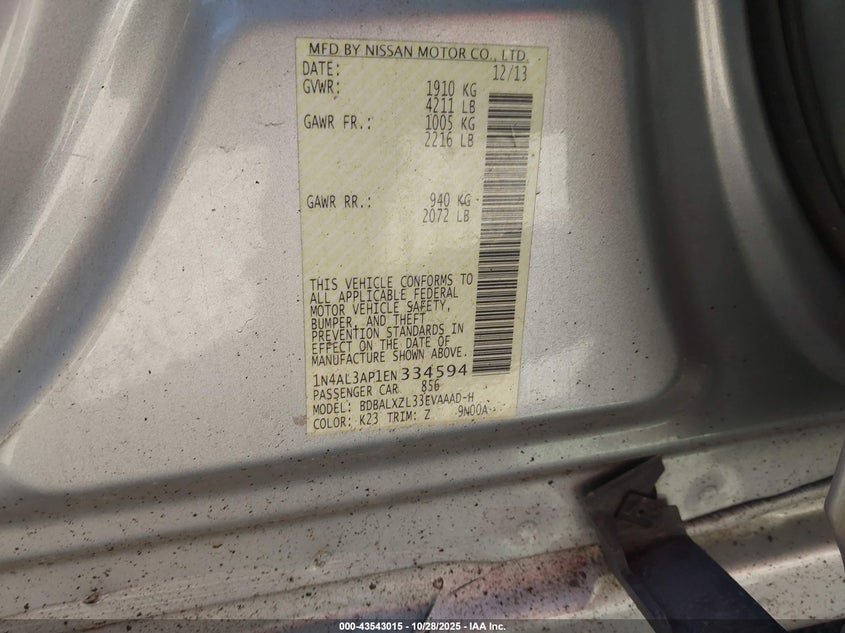 MFD BY NISSAN MOTOR CO., LTD.
DATE: 12/13
GVWR: 1910 KG
4211 LB
GAWR FR.: 1005 KG
2216 LB
GAWR RR.: 940 KG
2072 LB
THIS VEHICLE CONFORMS TO
ALL APPLICABLE FEDERAL
MOTOR VEHICLE SAFETY,
BUMPER, AND THEFT
PREVENTION STANDARDS IN
EFFECT ON THE DATE OF
MANUFACTURE SHOWN ABOVE.
1N4AL3AP1EN334594
PASSENGER CAR 856
MODEL: BDBALXZL33EVAAAD-H
COLOR: K23 TRIM: Z 9N00A
000-43543015 - 10/28/2025 - IAA Inc.